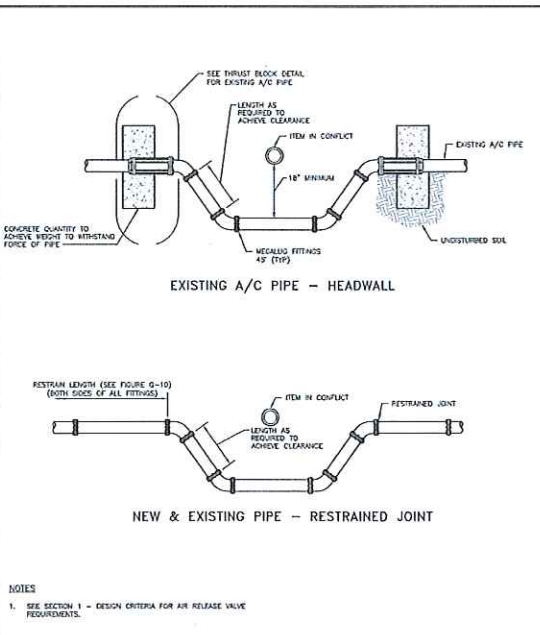 SEE THRUST BLOCK DETAIL
FOR EXISTING A/C PIPE
LENGTH AS
REQUIRED TO
ACHIEVE CLEARANCE
ITEM IN CONFLICT
EXISTING A/C PIPE
18" MINIMUM
CONCRETE QUANTITY TO
ACHIEVE WEIGHT TO WITHSTAND
FORCE OF PIPE
MEGALUG FITTINGS
45° (TYP)
UNDISTURBED SOIL
EXISTING A/C PIPE – HEADWALL
RESTRAIN LENGTH (SEE FIGURE G-10)
(BOTH SIDES OF ALL FITTINGS)
ITEM IN CONFLICT
RESTRAINED JOINT
LENGTH AS
REQUIRED TO
ACHIEVE CLEARANCE
NEW & EXISTING PIPE – RESTRAINED JOINT
NOTES
1. SEE SECTION 1 – DESIGN CRITERIA FOR AIR RELEASE VALVE
REQUIREMENTS.